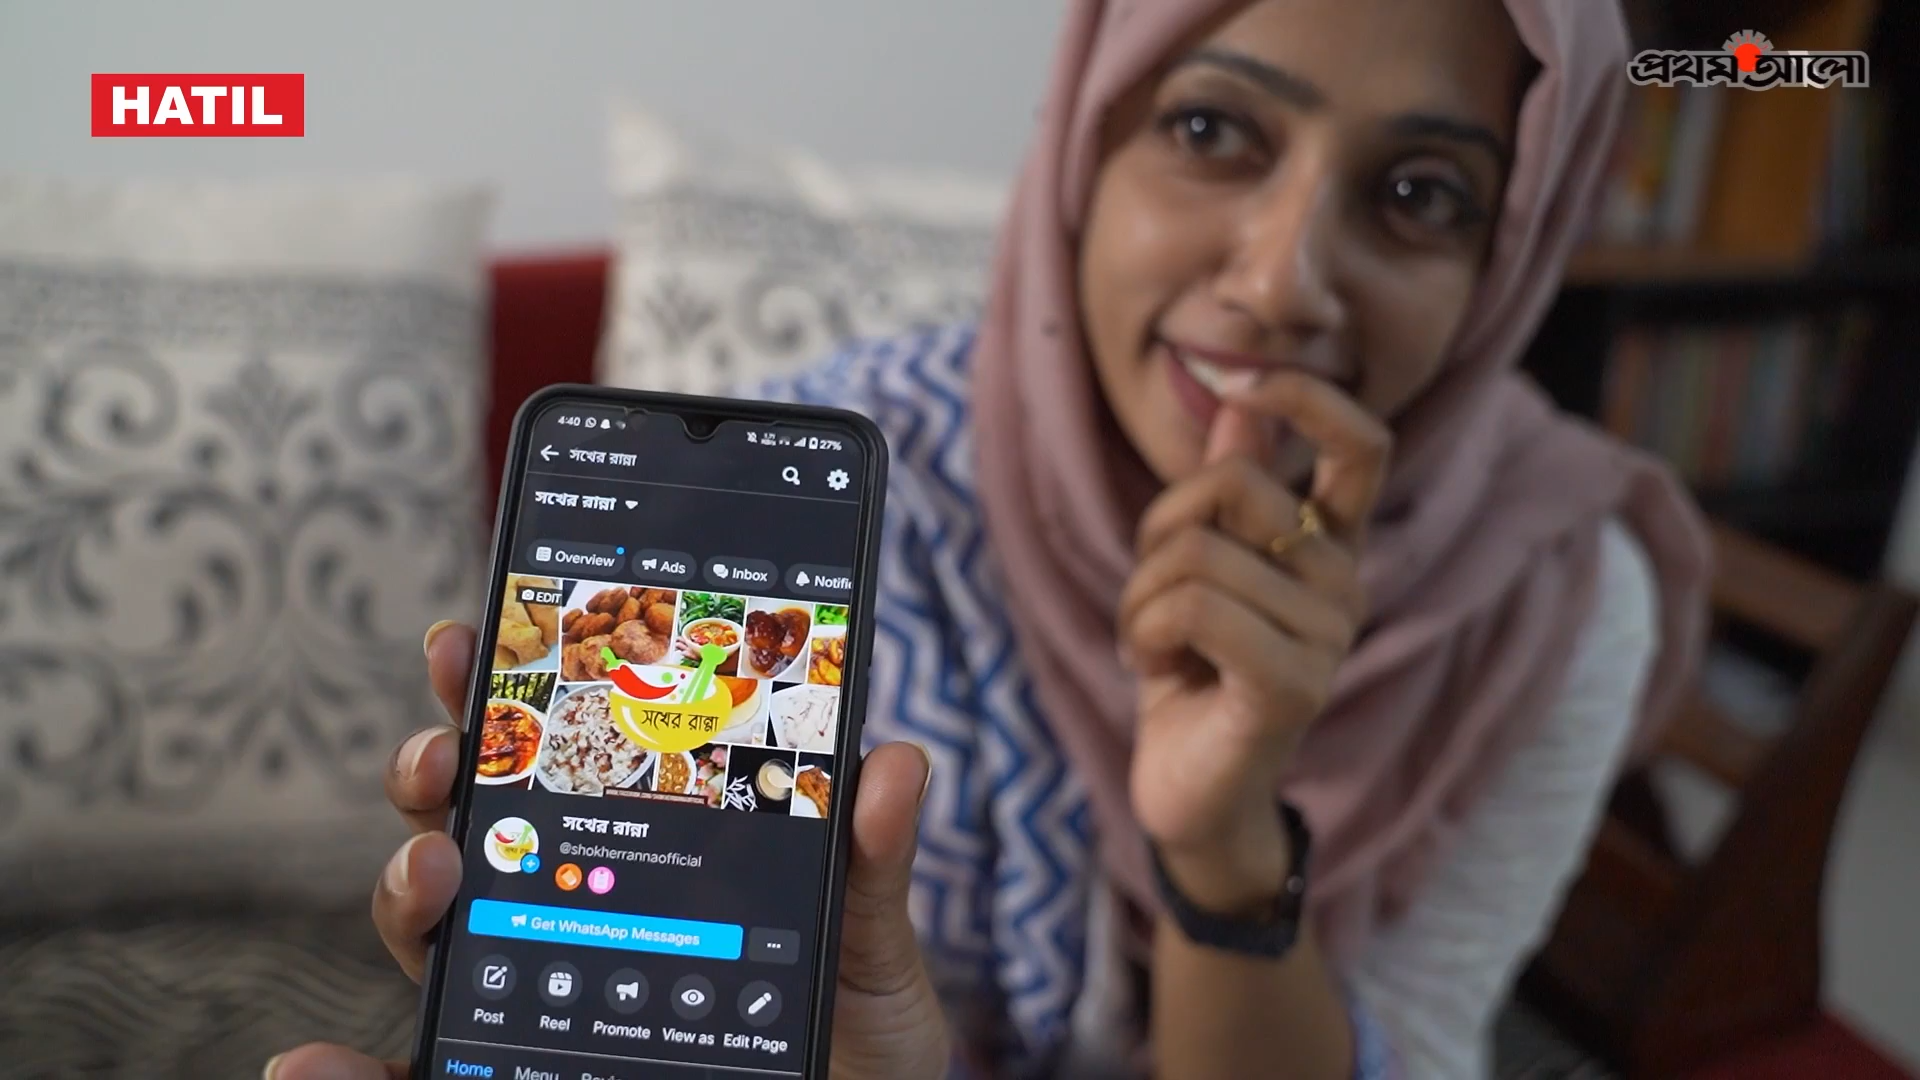 HATIL
প্রথম আলো
4:40
27%
সখের রান্না
সখের রান্না
Overview
Ads
Inbox
Notifi
EDIT
সখের রান্না
সখের রান্না
@shokherrannaofficial
Get WhatsApp Messages
Post
Reel
Promote
View as
Edit Page
Home
Menu